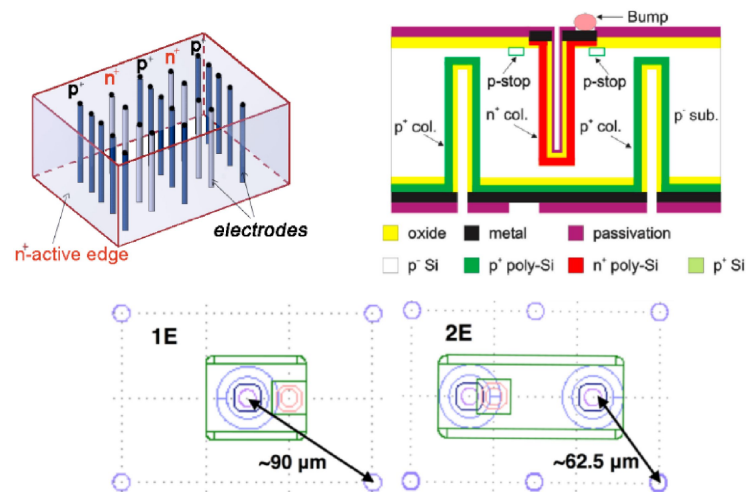 p⁺
n⁺
p⁺
n⁺
p⁺
electrodes
n⁺-active edge
Bump
p-stop
p-stop
p⁺ col.
n⁺ col.
p⁺ col.
p⁻ sub.
oxide
metal
passivation
p⁻ Si
p⁺ poly-Si
n⁺ poly-Si
p⁺ Si
1E
~90 µm
2E
~62.5 µm